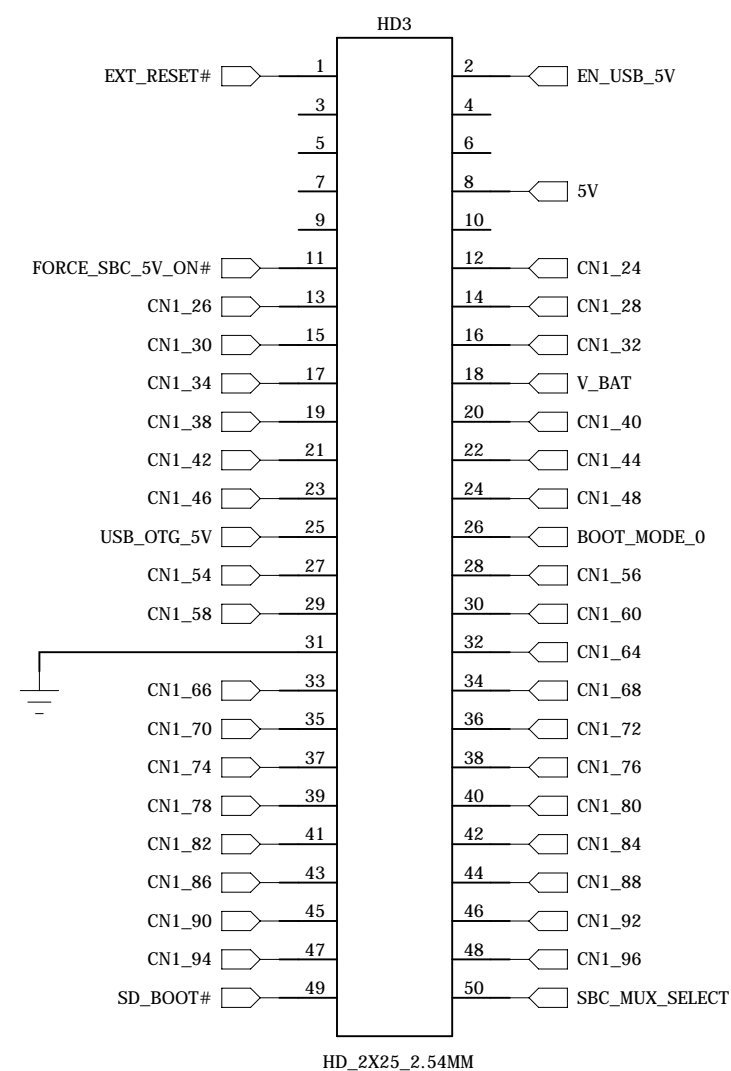 HD3
EXT_RESET# 1 2 EN_USB_5V
3 4
5 6
7 8 5V
9 10
FORCE_SBC_5V_ON# 11 12 CN1_24
CN1_26 13 14 CN1_28
CN1_30 15 16 CN1_32
CN1_34 17 18 V_BAT
CN1_38 19 20 CN1_40
CN1_42 21 22 CN1_44
CN1_46 23 24 CN1_48
USB_OTG_5V 25 26 BOOT_MODE_0
CN1_54 27 28 CN1_56
CN1_58 29 30 CN1_60
31 32 CN1_64
CN1_66 33 34 CN1_68
CN1_70 35 36 CN1_72
CN1_74 37 38 CN1_76
CN1_78 39 40 CN1_80
CN1_82 41 42 CN1_84
CN1_86 43 44 CN1_88
CN1_90 45 46 CN1_92
CN1_94 47 48 CN1_96
SD_BOOT# 49 50 SBC_MUX_SELECT
HD_2X25_2.54MM